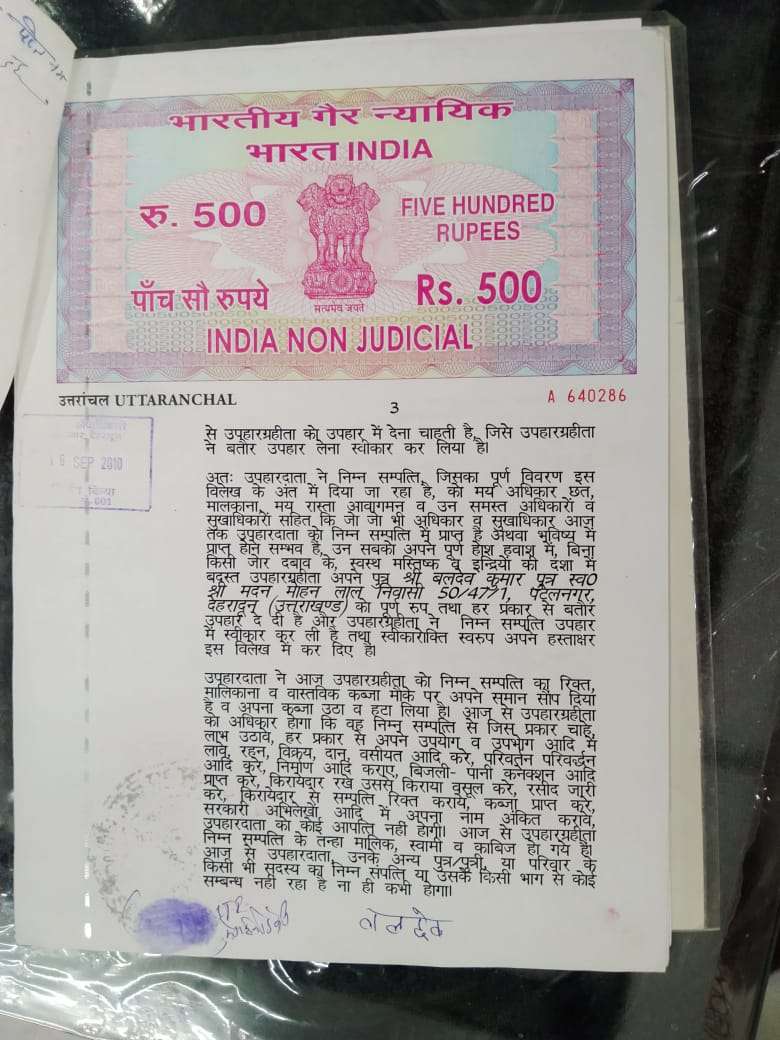 भारतीय गैर न्यायिक
भारत INDIA
रु. 500
FIVE HUNDRED
RUPEES
पाँच सौ रुपये
सत्यमेव जयते
Rs. 500
INDIA NON JUDICIAL
उत्तरांचल UTTARANCHAL
A 640286
3
SEP 2010
से उपहारग्रहीता को उपहार में देना चाहती है, जिसे उपहारग्रहीता
ने बतौर उपहार लेना स्वीकार कर लिया है।
अतः उपहारदाता ने निम्न सम्पत्ति, जिसका पूर्ण विवरण इस
विलेख के अंत में दिया जा रहा है, को मय अधिकार छत,
मालकाना, मय रास्ता आवागमन व उन समस्त अधिकारों व
सुखाधिकारों सहित कि जो जो भी अधिकार व सुखाधिकार आज
तक उपहारदाता को निम्न सम्पत्ति में प्राप्त है अथवा भविष्य में
प्राप्त होने सम्भव है, उन सबको अपने पूर्ण होश हवाश में, बिना
किसी जोर दबाव के, स्वस्थ मस्तिष्क व इन्द्रियों की दशा में
बदस्त उपहारग्रहीता अपने पुत्र श्री बलदेव कुमार पुत्र स्व0
श्री मदन मोहन लाल निवासी 50/47/1, पटेलनगर,
देहरादून (उत्तराखण्ड) को पूर्ण रुप तथा हर प्रकार से बतौर
उपहार दे दी है और उपहारग्रहीता ने निम्न सम्पत्ति उपहार
में स्वीकार कर ली है तथा स्वीकारोक्ति स्वरुप अपने हस्ताक्षर
इस विलेख में कर दिए है।
उपहारदाता ने आज उपहारग्रहीता को निम्न सम्पत्ति का रिक्त,
मालिकाना व वास्तविक कब्जा मौके पर अपने समान सौंप दिया
है व अपना कब्जा उठा व हटा लिया है। आज से उपहारग्रहीता
को अधिकार होगा कि वह निम्न सम्पत्ति से जिस प्रकार चाहे,
लाभ उठावे, हर प्रकार से अपने उपयोग व उपभोग आदि में
लावे, रहन, विक्रय, दान, वसीयत आदि करे, परिवर्तन परिवर्द्धन
आदि करे, निर्माण आदि कराए, बिजली- पानी कनेक्शन आदि
प्राप्त करे, किरायेदार रखे उससे किराया वसूल करे, रसीद जारी
करे, किरायेदार से सम्पत्ति रिक्त कराये, कब्जा प्राप्त करे,
सरकारी अभिलेखों आदि में अपना नाम अंकित करावे,
उपहारदाता को कोई आपत्ति नही होगी। आज से उपहारग्रहीता
निम्न सम्पत्ति के तन्हा मालिक, स्वामी व काबिज हो गये है।
आज से उपहारदाता, उनके अन्य पुत्र/पुत्री, या परिवार के
किसी भी सदस्य का निम्न संपत्ति या उसके किसी भाग से कोई
सम्बन्ध नही रहा है ना ही कभी होगा।
बलदेव